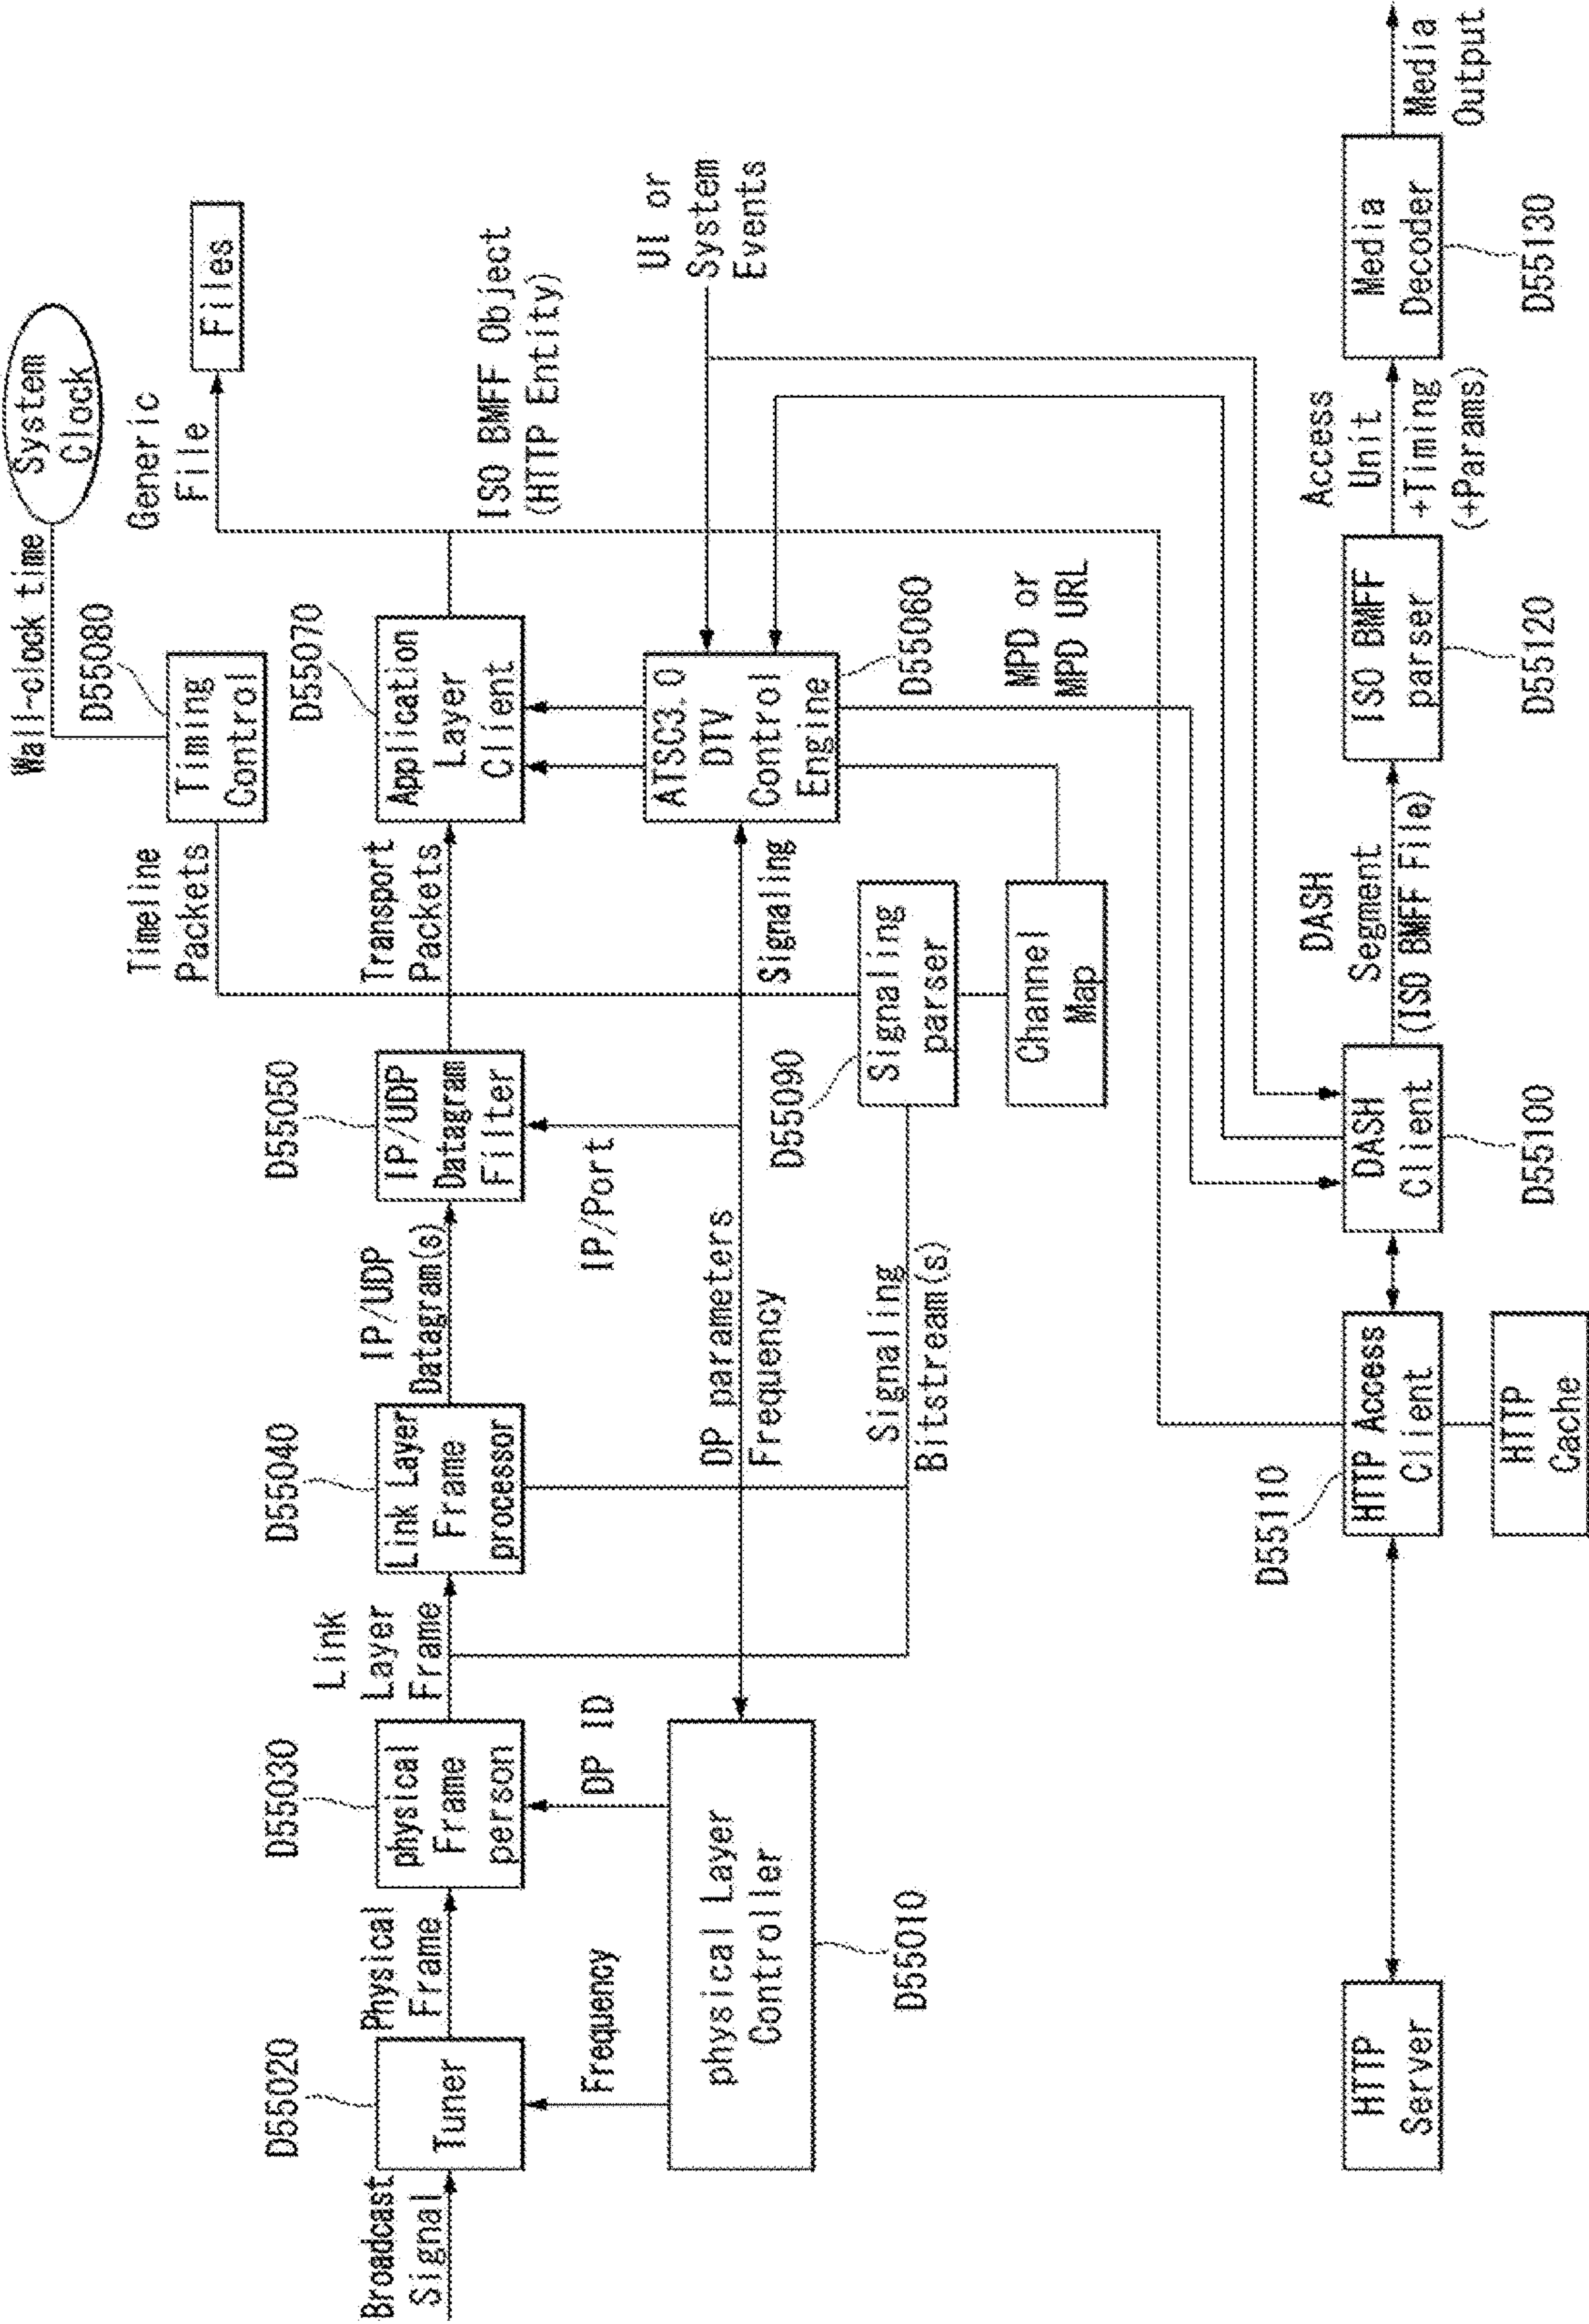 Wall-clock time
System
Clock
D55080
Timing
Control
Generic
File
Files
Timeline
Packets
D55020
D55030
D55040
D55050
D55070
Broadcast
Signal
Tuner
Physical
Frame
physical
Frame
person
Link
Layer
Frame
Link Layer
Frame
processor
IP/UDP
Datagram(s)
IP/UDP
Datagram
Filter
Transport
Packets
Application
Layer
Client
ISO BMFF Object
(HTTP Entity)
Frequency
DP ID
IP/Port
physical Layer
Controller
D55010
DP parameters
Frequency
Signaling
ATSC3.0
DTV
Control
Engine
D55060
UI or
System
Events
Signaling
Bitstream(s)
D55090
Signaling
parser
Channel
Map
MPD or
MPD URL
D55110
HTTP
Server
HTTP Access
Client
HTTP
Cache
DASH
Client
D55100
DASH
Segment
(ISO BMFF File)
ISO BMFF
parser
D55120
Access
Unit
+Timing
(+Params)
Media
Decoder
D55130
Media
Output